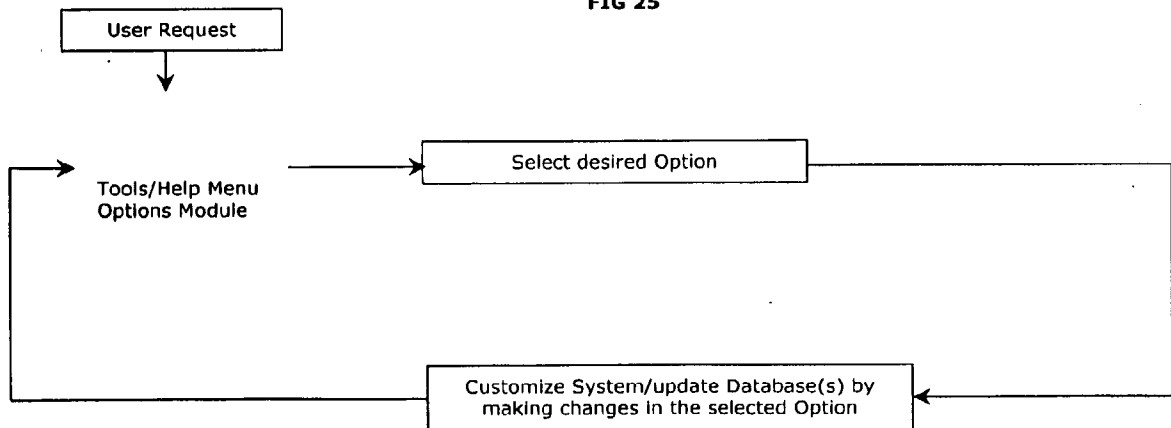 FIG 25
User Request
Select desired Option
Tools/Help Menu
Options Module
Customize System/update Database(s) by
making changes in the selected Option